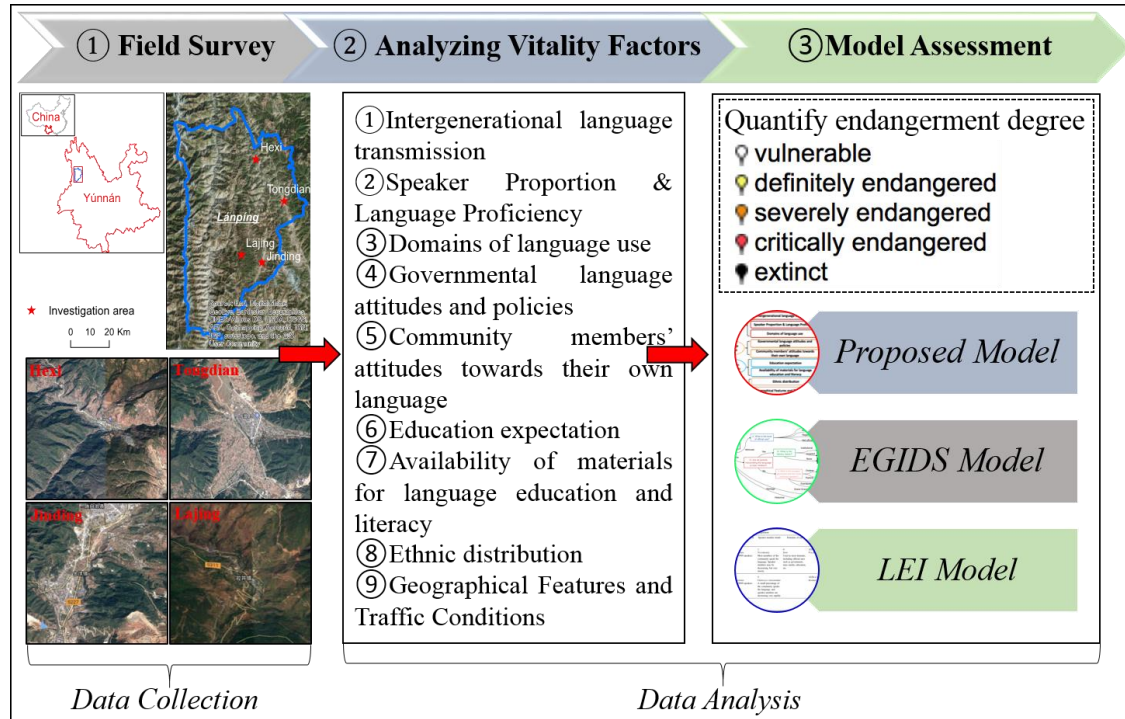 ① Field Survey
② Analyzing Vitality Factors
③Model Assessment
China
Yúnnán
Investigation area
0 10 20 Km
Hexi
Tongdian
Lánpíng
Lajing
Jinding
Hexi
Tongdian
Jinding
Lajing
①Intergenerational language
transmission
②Speaker Proportion &
Language Proficiency
③Domains of language use
④Governmental language
attitudes and policies
⑤Community members’
attitudes towards their own
language
⑥Education expectation
⑦Availability of materials
for language education and
literacy
⑧Ethnic distribution
⑨Geographical Features and
Traffic Conditions
Quantify endangerment degree
vulnerable
definitely endangered
severely endangered
critically endangered
extinct
Proposed Model
EGIDS Model
LEI Model
Data Collection
Data Analysis